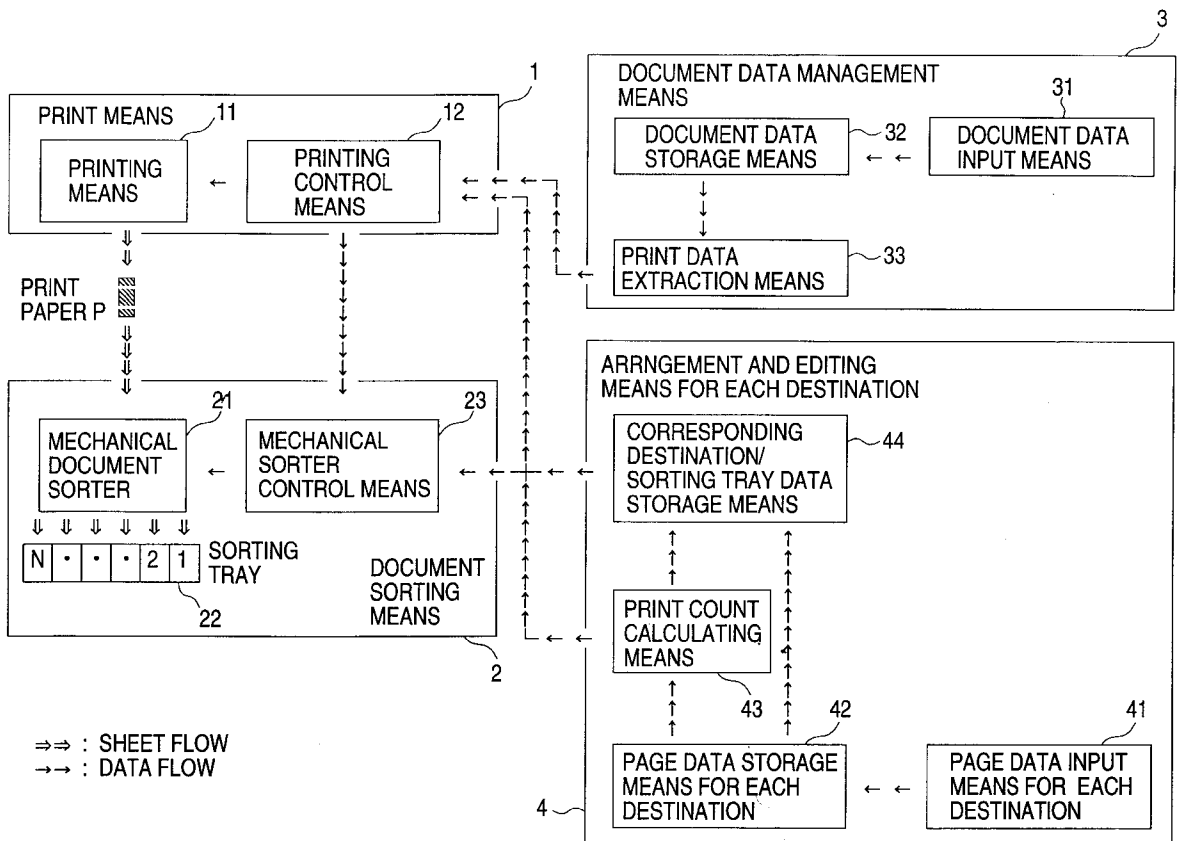 3
DOCUMENT DATA MANAGEMENT
MEANS
31
DOCUMENT DATA
INPUT MEANS
32
DOCUMENT DATA
STORAGE MEANS
33
PRINT DATA
EXTRACTION MEANS
1
PRINT MEANS
11
PRINTING
MEANS
12
PRINTING
CONTROL
MEANS
PRINT
PAPER P
21
MECHANICAL
DOCUMENT
SORTER
23
MECHANICAL
SORTER
CONTROL MEANS
N • • • 2 1
SORTING
TRAY
22
DOCUMENT
SORTING
MEANS
2
ARRNGEMENT AND EDITING
MEANS FOR EACH DESTINATION
44
CORRESPONDING
DESTINATION/
SORTING TRAY DATA
STORAGE MEANS
PRINT COUNT
CALCULATING
MEANS
43
42
PAGE DATA STORAGE
MEANS FOR EACH
DESTINATION
41
PAGE DATA INPUT
MEANS FOR EACH
DESTINATION
4
⇒⇒ : SHEET FLOW
→→ : DATA FLOW